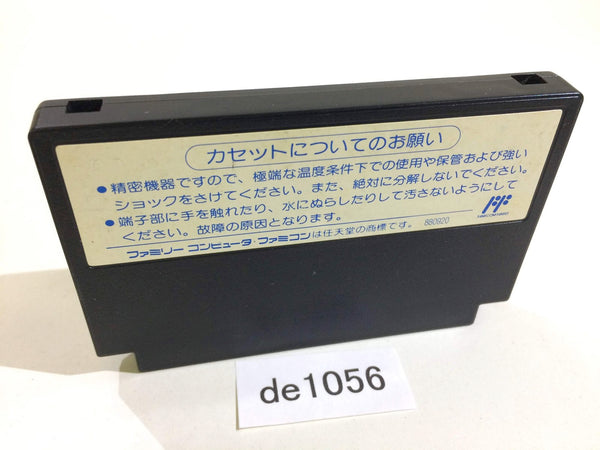 カセットについてのお願い
●精密機器ですので、極端な温度条件下での使用や保管および強い
ショックをさけてください。また、絶対に分解しないでください。
●端子部に手を触れたり、水にぬらしたりして汚さないようにして
ください。故障の原因となります。
ファミリー コンピュータ・ファミコンは任天堂の商標です。 880920
de1056